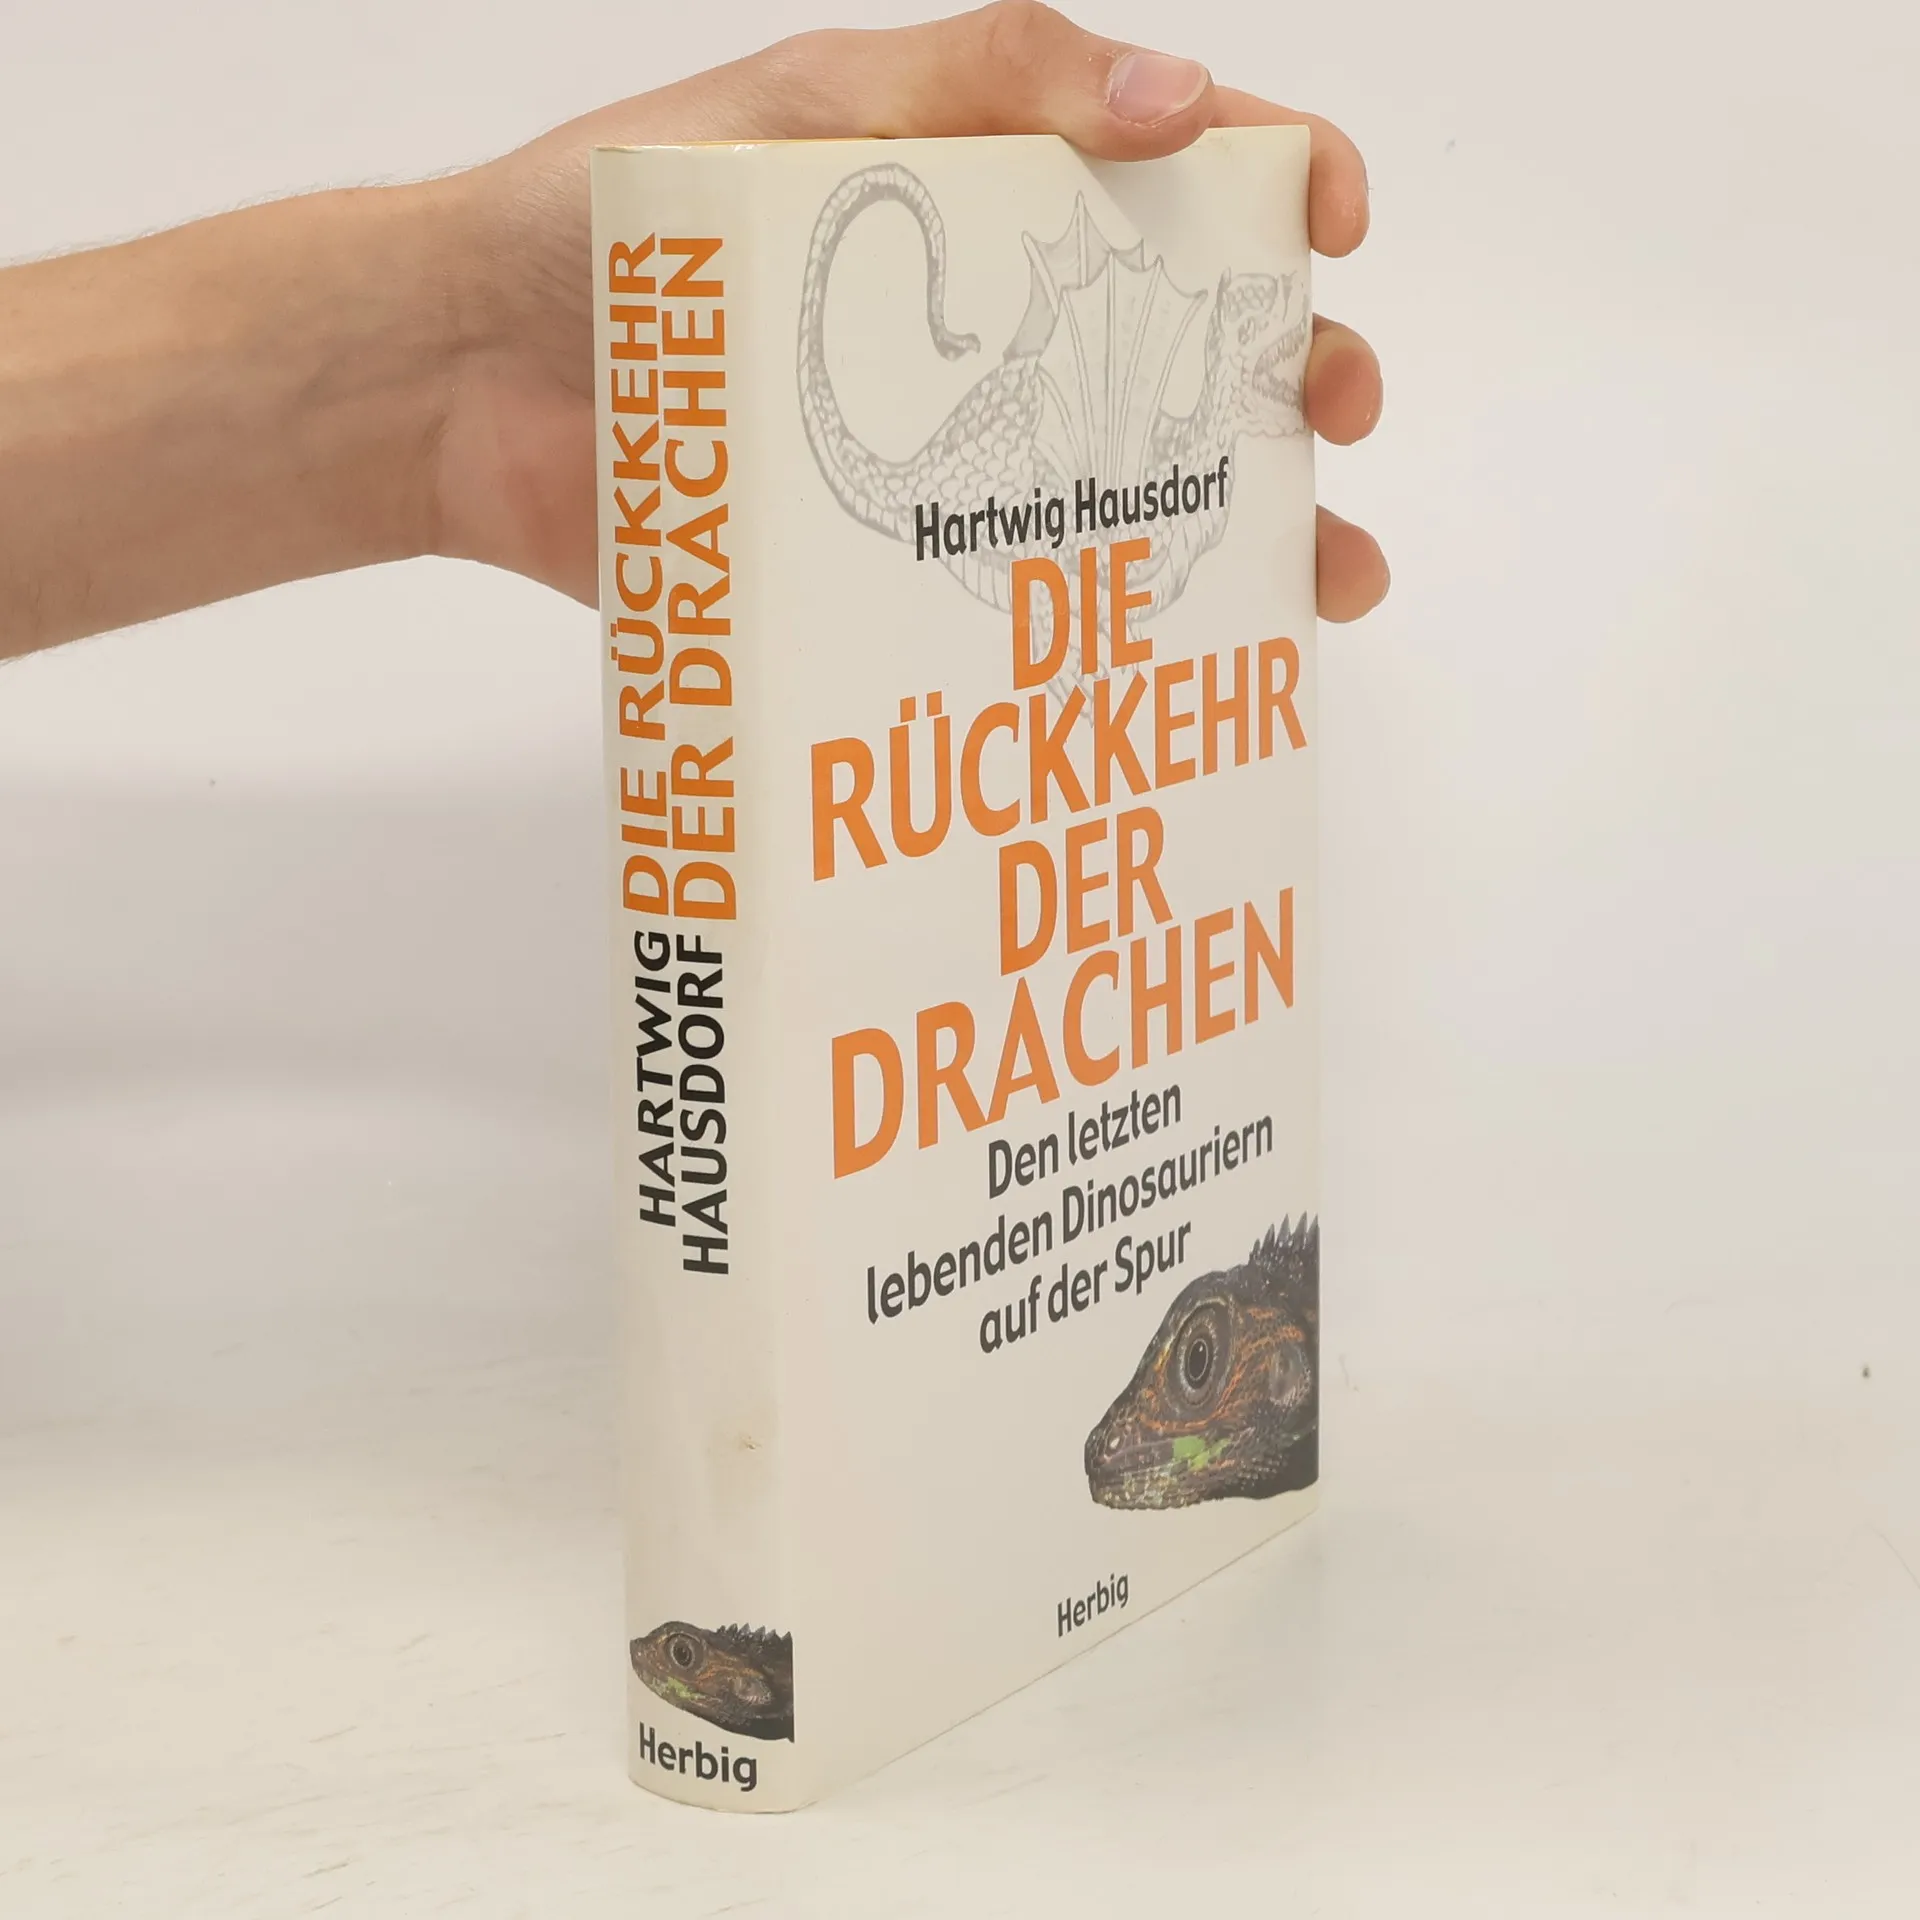 HARTWIG DIE RÜCKKEHR
HAUSDORF DER DRACHEN
Herbig
Hartwig Hausdorf
DIE
RÜCKKEHR
DER
DRACHEN
Den letzten
lebenden Dinosauriern
auf der Spur
Herbig